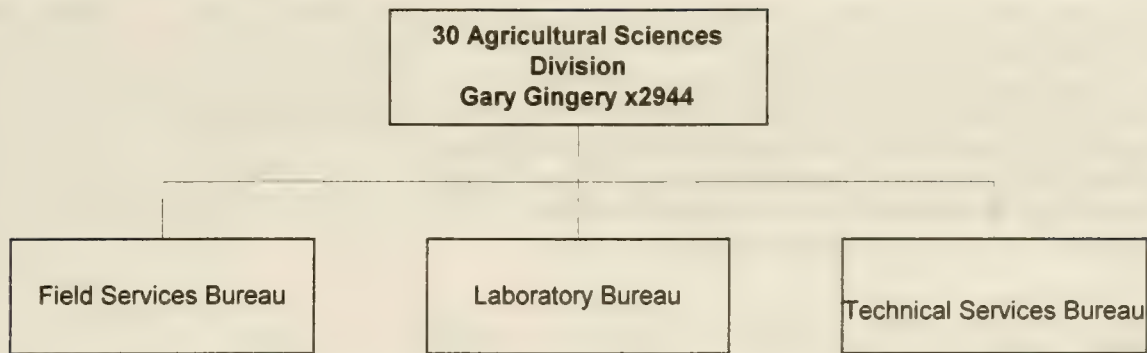 30 Agricultural Sciences
Division
Gary Gingery x2944
Field Services Bureau
Laboratory Bureau
Technical Services Bureau